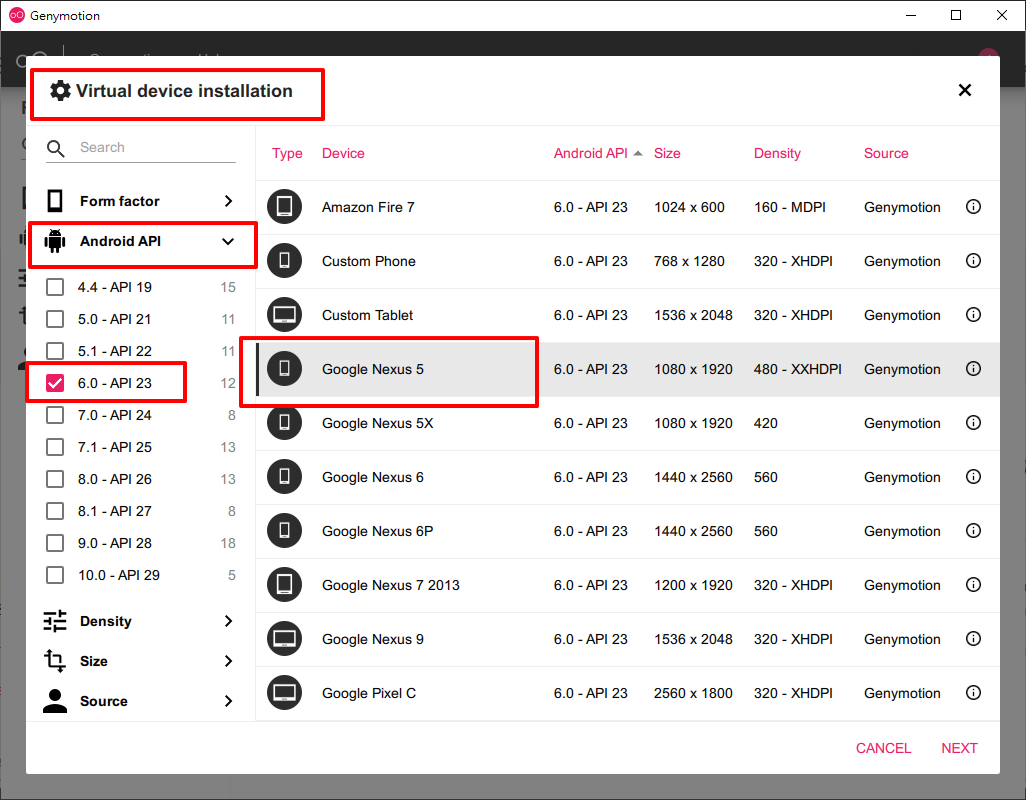 Genymotion
Virtual device installation
Search
Form factor
Android API
4.4 - API 19 15
5.0 - API 21 11
5.1 - API 22 11
6.0 - API 23 12
7.0 - API 24 8
7.1 - API 25 13
8.0 - API 26 13
8.1 - API 27 8
9.0 - API 28 18
10.0 - API 29 5
Density
Size
Source
Type Device Android API Size Density Source
Amazon Fire 7 6.0 - API 23 1024 x 600 160 - MDPI Genymotion
Custom Phone 6.0 - API 23 768 x 1280 320 - XHDPI Genymotion
Custom Tablet 6.0 - API 23 1536 x 2048 320 - XHDPI Genymotion
Google Nexus 5 6.0 - API 23 1080 x 1920 480 - XXHDPI Genymotion
Google Nexus 5X 6.0 - API 23 1080 x 1920 420 Genymotion
Google Nexus 6 6.0 - API 23 1440 x 2560 560 Genymotion
Google Nexus 6P 6.0 - API 23 1440 x 2560 560 Genymotion
Google Nexus 7 2013 6.0 - API 23 1200 x 1920 320 - XHDPI Genymotion
Google Nexus 9 6.0 - API 23 1536 x 2048 320 - XHDPI Genymotion
Google Pixel C 6.0 - API 23 2560 x 1800 320 - XHDPI Genymotion
CANCEL NEXT